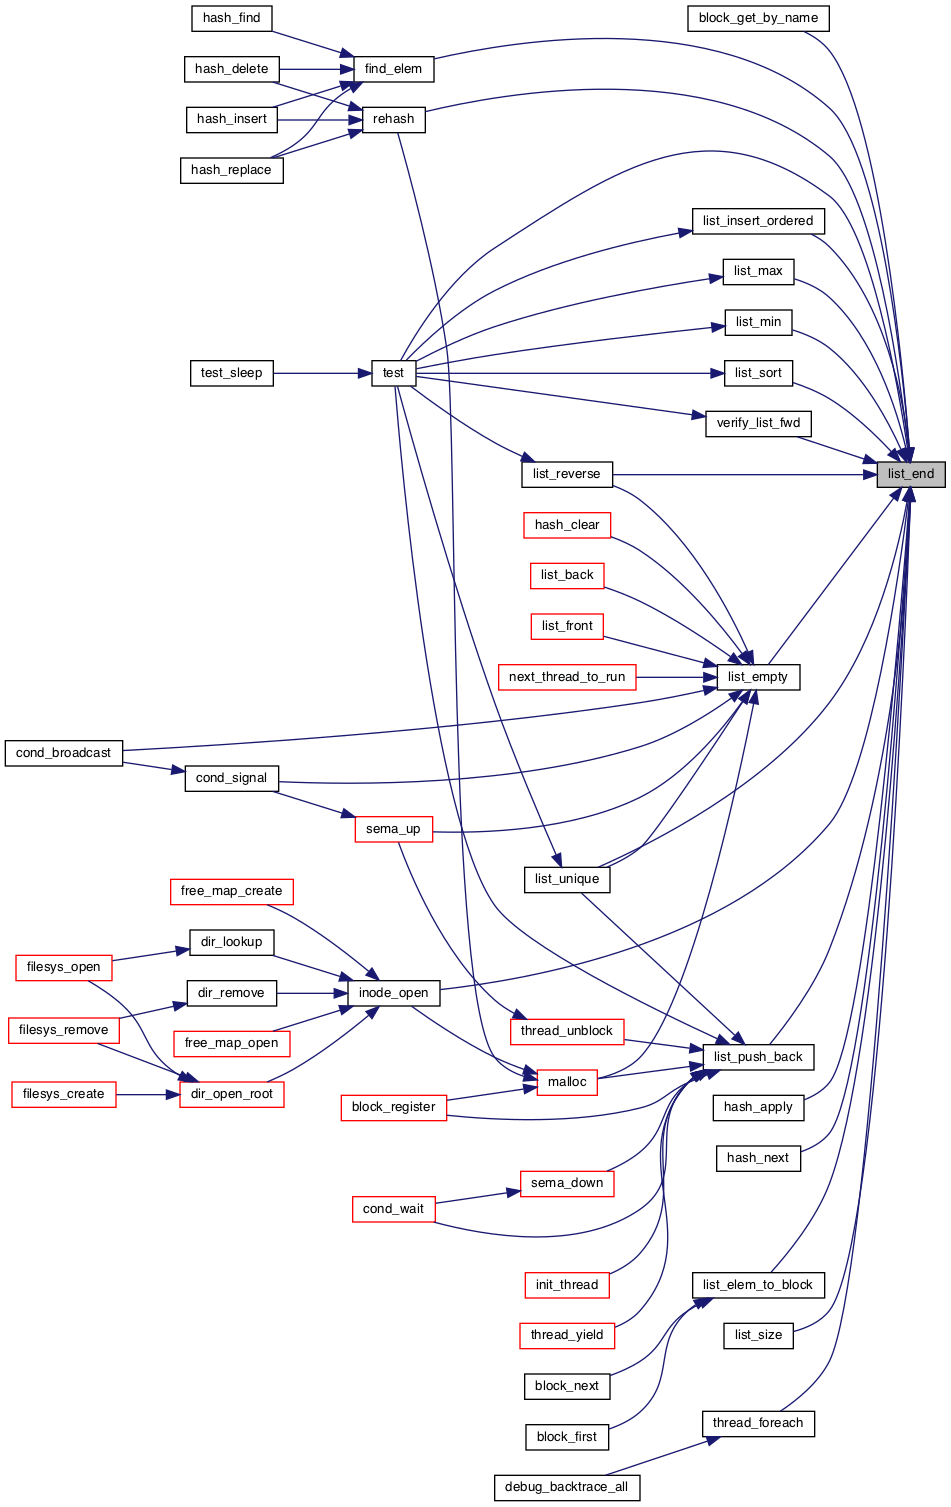 hash_find
block_get_by_name
hash_delete
find_elem
hash_insert
rehash
hash_replace
list_insert_ordered
list_max
list_min
test_sleep
test
list_sort
verify_list_fwd
list_reverse
list_end
hash_clear
list_back
list_front
next_thread_to_run
list_empty
cond_broadcast
cond_signal
sema_up
list_unique
free_map_create
dir_lookup
filesys_open
dir_remove
inode_open
filesys_remove
free_map_open
thread_unblock
list_push_back
malloc
filesys_create
dir_open_root
block_register
hash_apply
hash_next
sema_down
cond_wait
init_thread
list_elem_to_block
thread_yield
list_size
block_next
thread_foreach
block_first
debug_backtrace_all